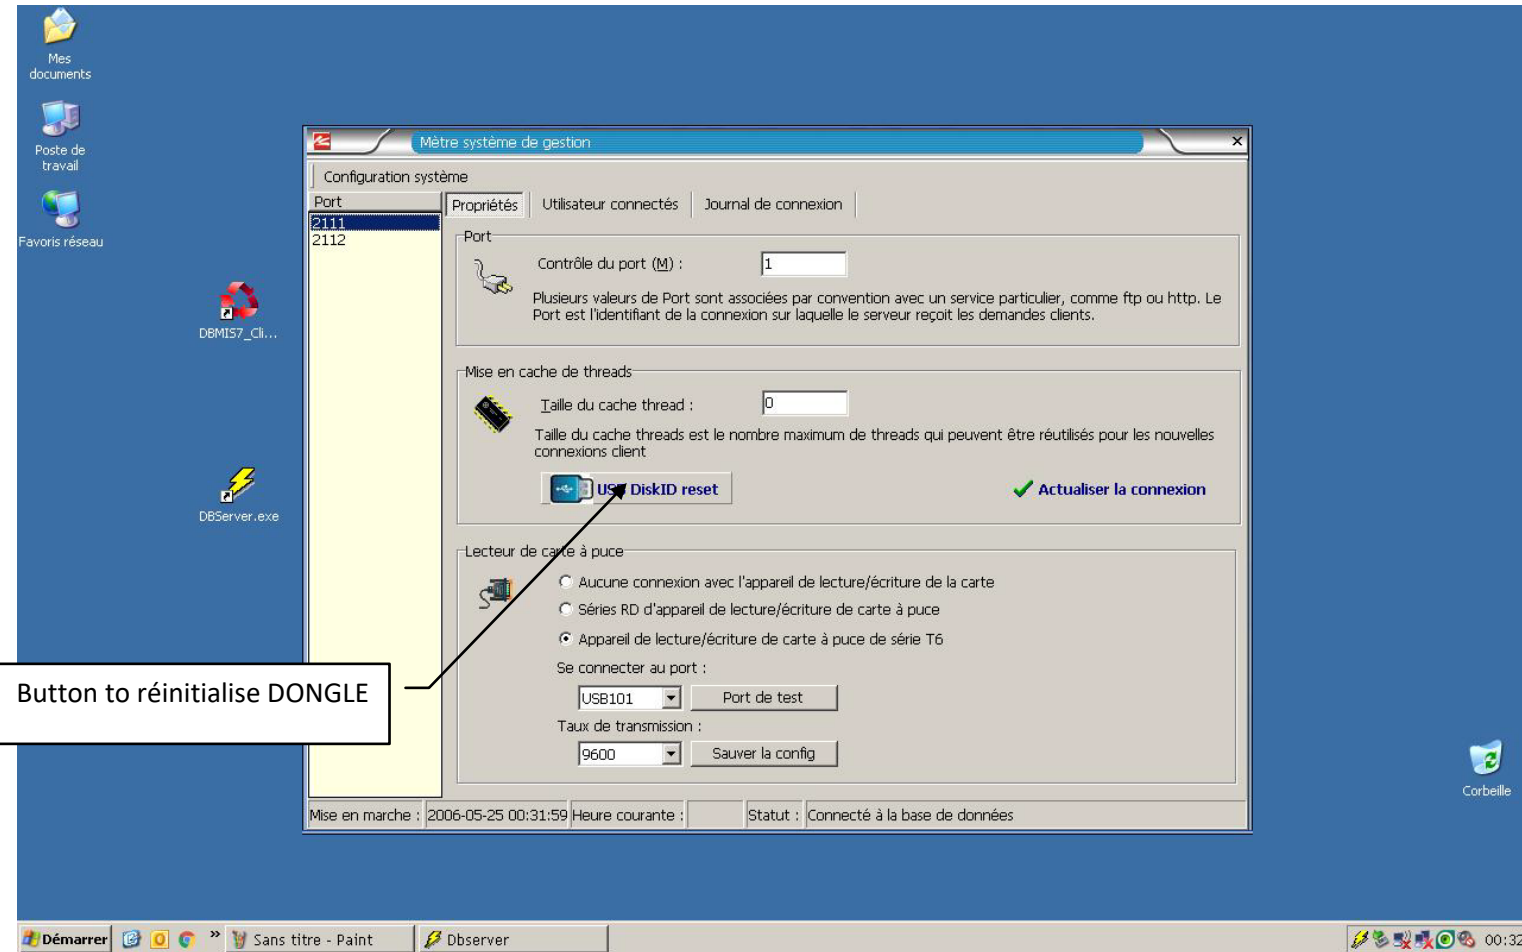 Mes
documents
Poste de
travail
Favoris réseau
DBMIS7_Cli...
DBServer.exe
Mètre système de gestion
Configuration système
Port
2111
2112
Propriétés
Utilisateur connectés
Journal de connexion
Port
Contrôle du port (M) :
1
Plusieurs valeurs de Port sont associées par convention avec un service particulier, comme ftp ou http. Le
Port est l'identifiant de la connexion sur laquelle le serveur reçoit les demandes clients.
Mise en cache de threads
Taille du cache thread :
0
Taille du cache threads est le nombre maximum de threads qui peuvent être réutilisés pour les nouvelles
connexions client
USB DiskID reset
Actualiser la connexion
Lecteur de carte à puce
Aucune connexion avec l'appareil de lecture/écriture de la carte
Séries RD d'appareil de lecture/écriture de carte à puce
Appareil de lecture/écriture de carte à puce de série T6
Se connecter au port :
USB101
Port de test
Taux de transmission :
9600
Sauver la config
Button to réinitialise DONGLE
Mise en marche : 2006-05-25 00:31:59 Heure courante : Statut : Connecté à la base de données
Corbeille
Démarrer
»
Sans titre - Paint
Dbserver
00:32